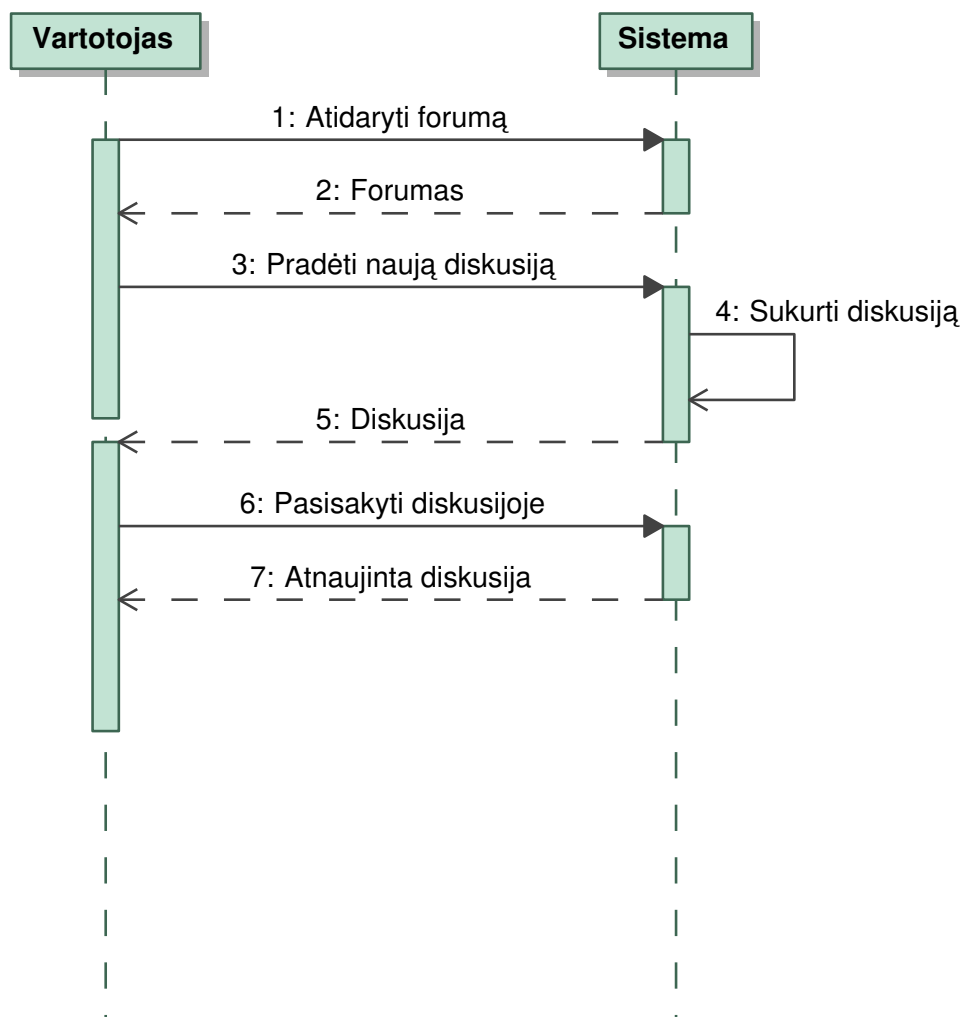 Vartotojas
Sistema
1: Atidaryti forumą
2: Forumas
3: Pradėti naują diskusiją
4: Sukurti diskusiją
5: Diskusija
6: Pasisakyti diskusijoje
7: Atnaujinta diskusija